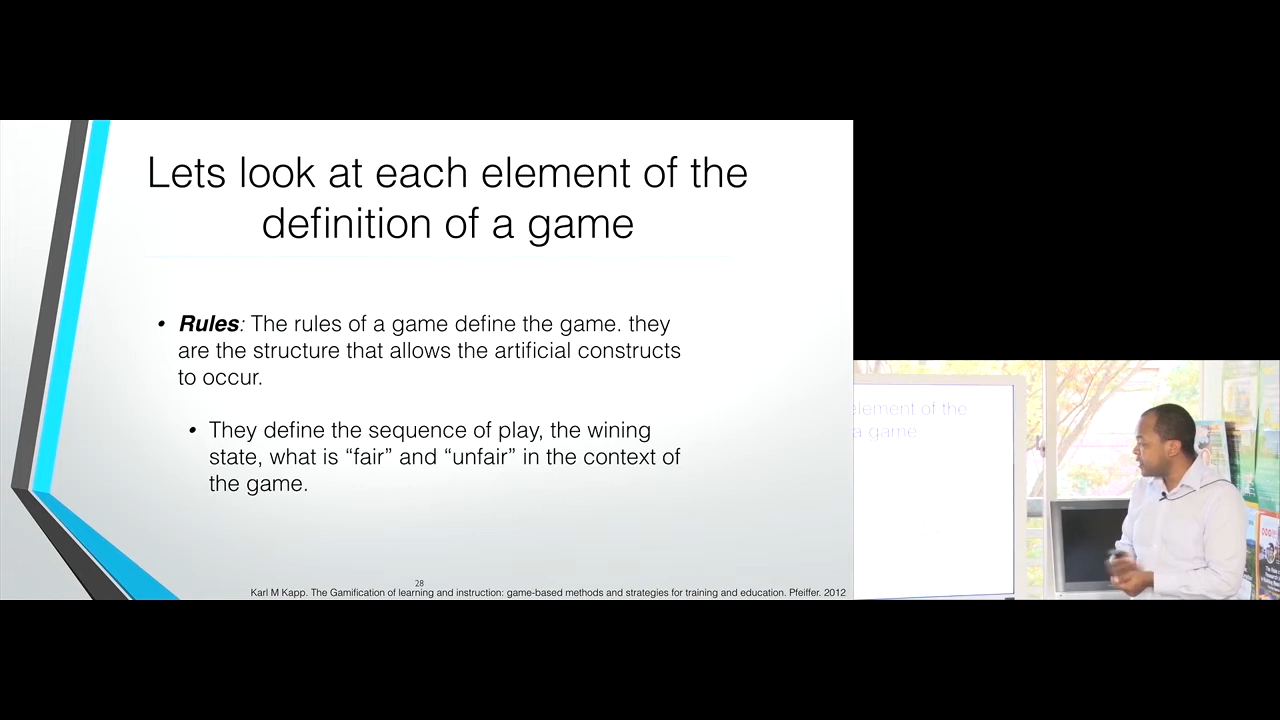 Lets look at each element of the
definition of a game
• Rules: The rules of a game define the game. they
are the structure that allows the artificial constructs
to occur.
• They define the sequence of play, the wining
state, what is “fair” and “unfair” in the context of
the game.
28
Karl M Kapp. The Gamification of learning and instruction: game-based methods and strategies for training and education. Pfeiffer. 2012
element of the
a game